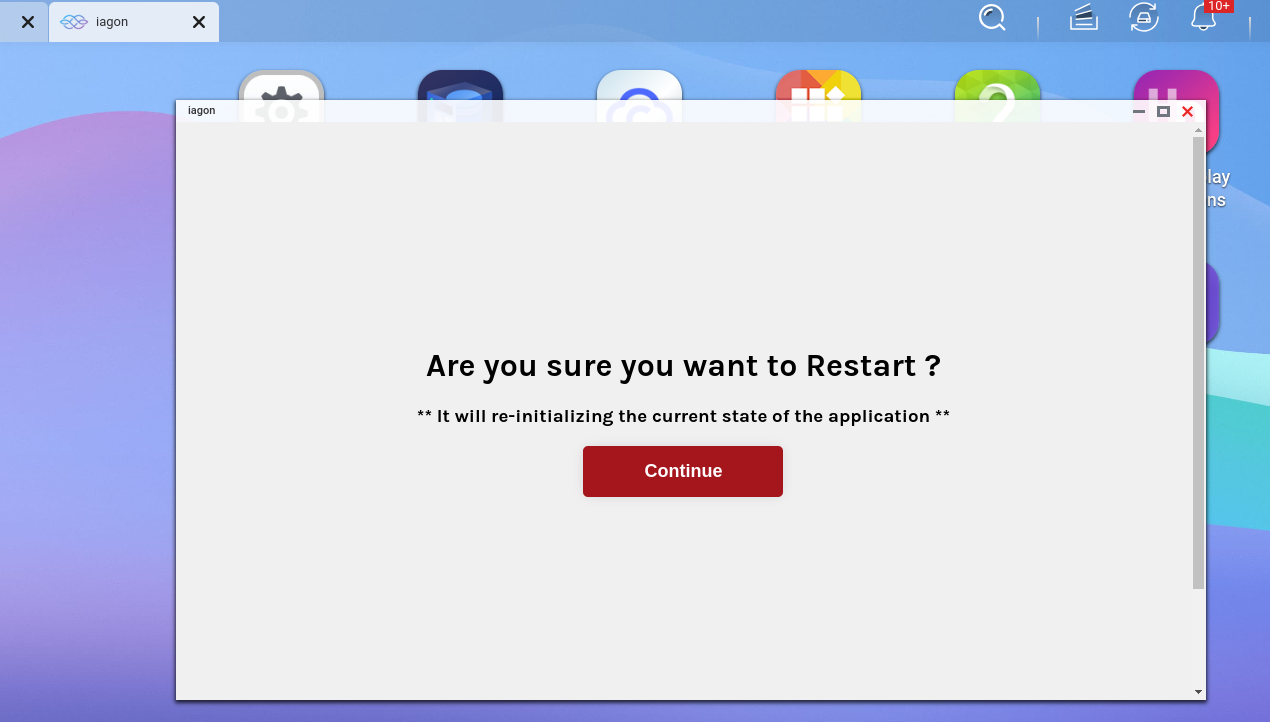 iagon
10+
iagon
lay
ns
Are you sure you want to Restart ?
** It will re-initializing the current state of the application **
Continue